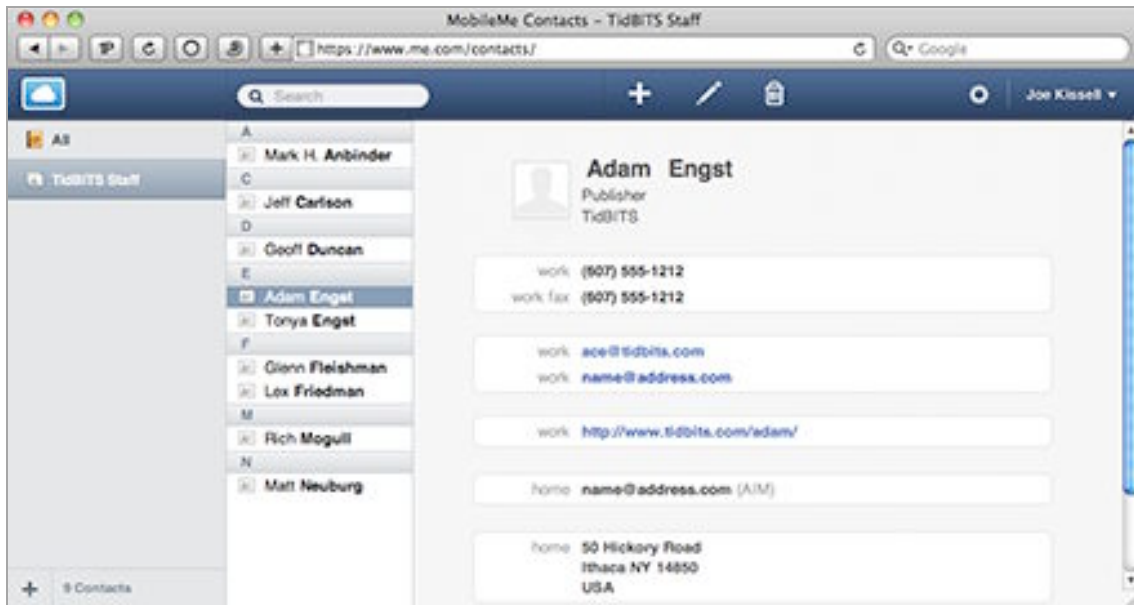 MobileMe Contacts – TidBITS Staff
https://www.me.com/contacts/
Google
Search
Joe Kissell
All
TidBITS Staff
A
Mark H. Anbinder
C
Jeff Carlson
D
Geoff Duncan
E
Adam Engst
Tonya Engst
F
Glenn Fleishman
Lex Friedman
M
Rich Mogull
N
Matt Neuburg
9 Contacts
Adam Engst
Publisher
TidBITS
work (607) 555-1212
work fax (607) 555-1212
work ace@tidbits.com
work name@address.com
work http://www.tidbits.com/adam/
home name@address.com (AIM)
home 50 Hickory Road
Ithaca NY 14850
USA